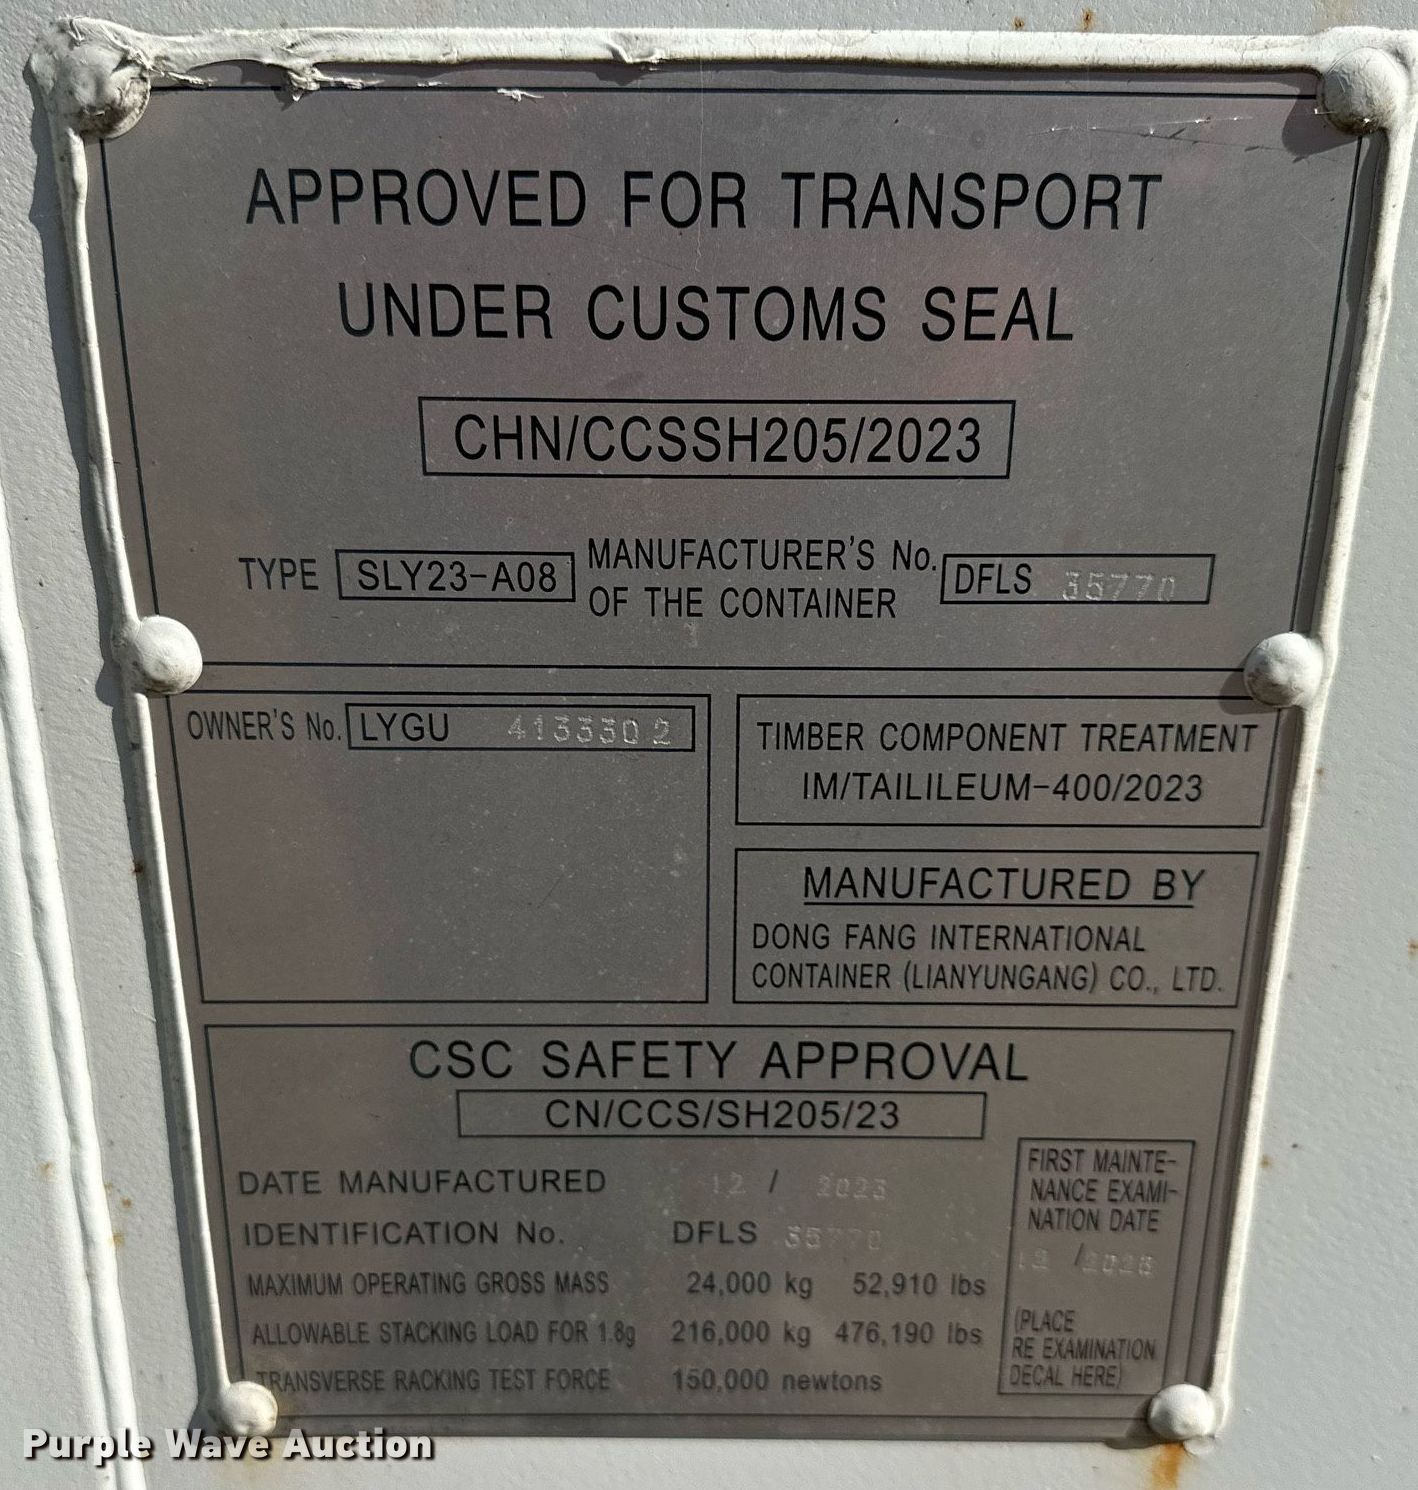 APPROVED FOR TRANSPORT
UNDER CUSTOMS SEAL
CHN/CCSSH205/2023
TYPE SLY23-A08 MANUFACTURER'S No. OF THE CONTAINER DFLS 35770
OWNER'S No. LYGU 4133302
TIMBER COMPONENT TREATMENT
IM/TAILILEUM-400/2023
MANUFACTURED BY
DONG FANG INTERNATIONAL
CONTAINER (LIANYUNGANG) CO., LTD.
CSC SAFETY APPROVAL
CN/CCS/SH205/23
DATE MANUFACTURED 12 / 2023
IDENTIFICATION No. DFLS 35770
MAXIMUM OPERATING GROSS MASS 24,000 kg 52,910 lbs
ALLOWABLE STACKING LOAD FOR 1.8g 216,000 kg 476,190 lbs
TRANSVERSE RACKING TEST FORCE 150,000 newtons
FIRST MAINTE-
NANCE EXAMI-
NATION DATE
12 / 2028
(PLACE
RE EXAMINATION
DECAL HERE)
Purple Wave Auction